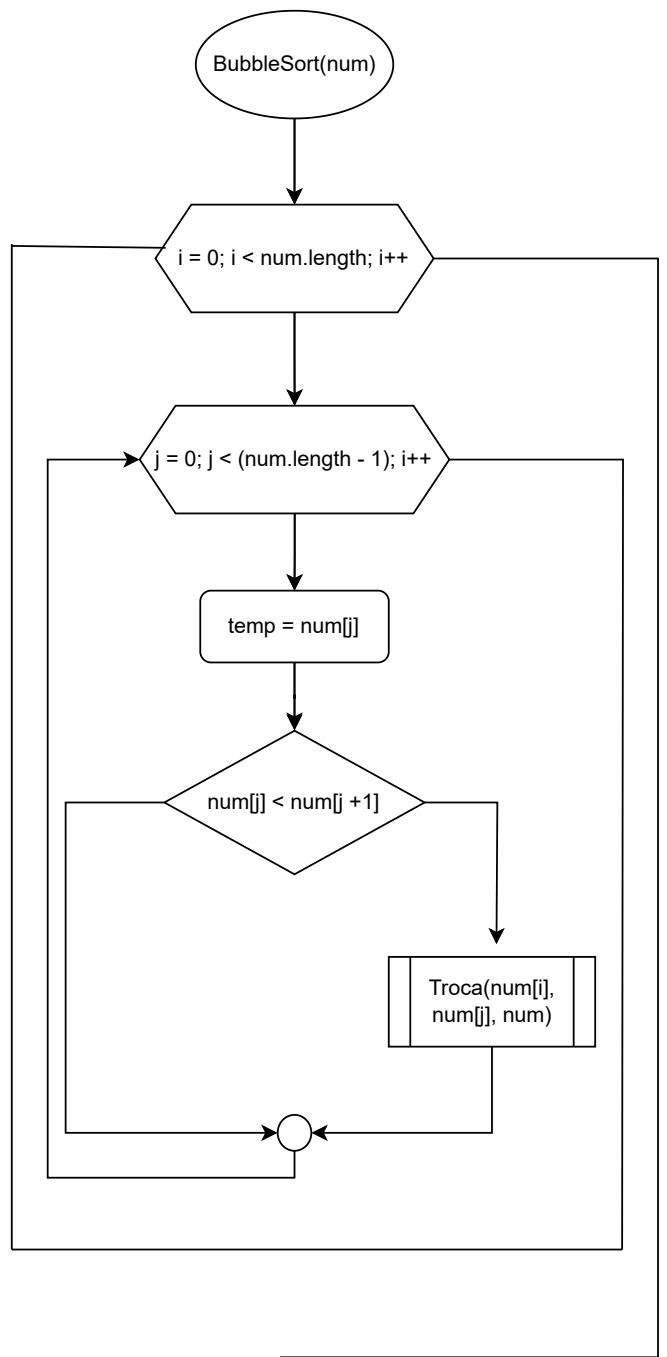 BubbleSort(num)
i = 0; i < num.length; i++
j = 0; j < (num.length - 1); i++
temp = num[j]
num[j] < num[j +1]
Troca(num[i],
num[j], num)